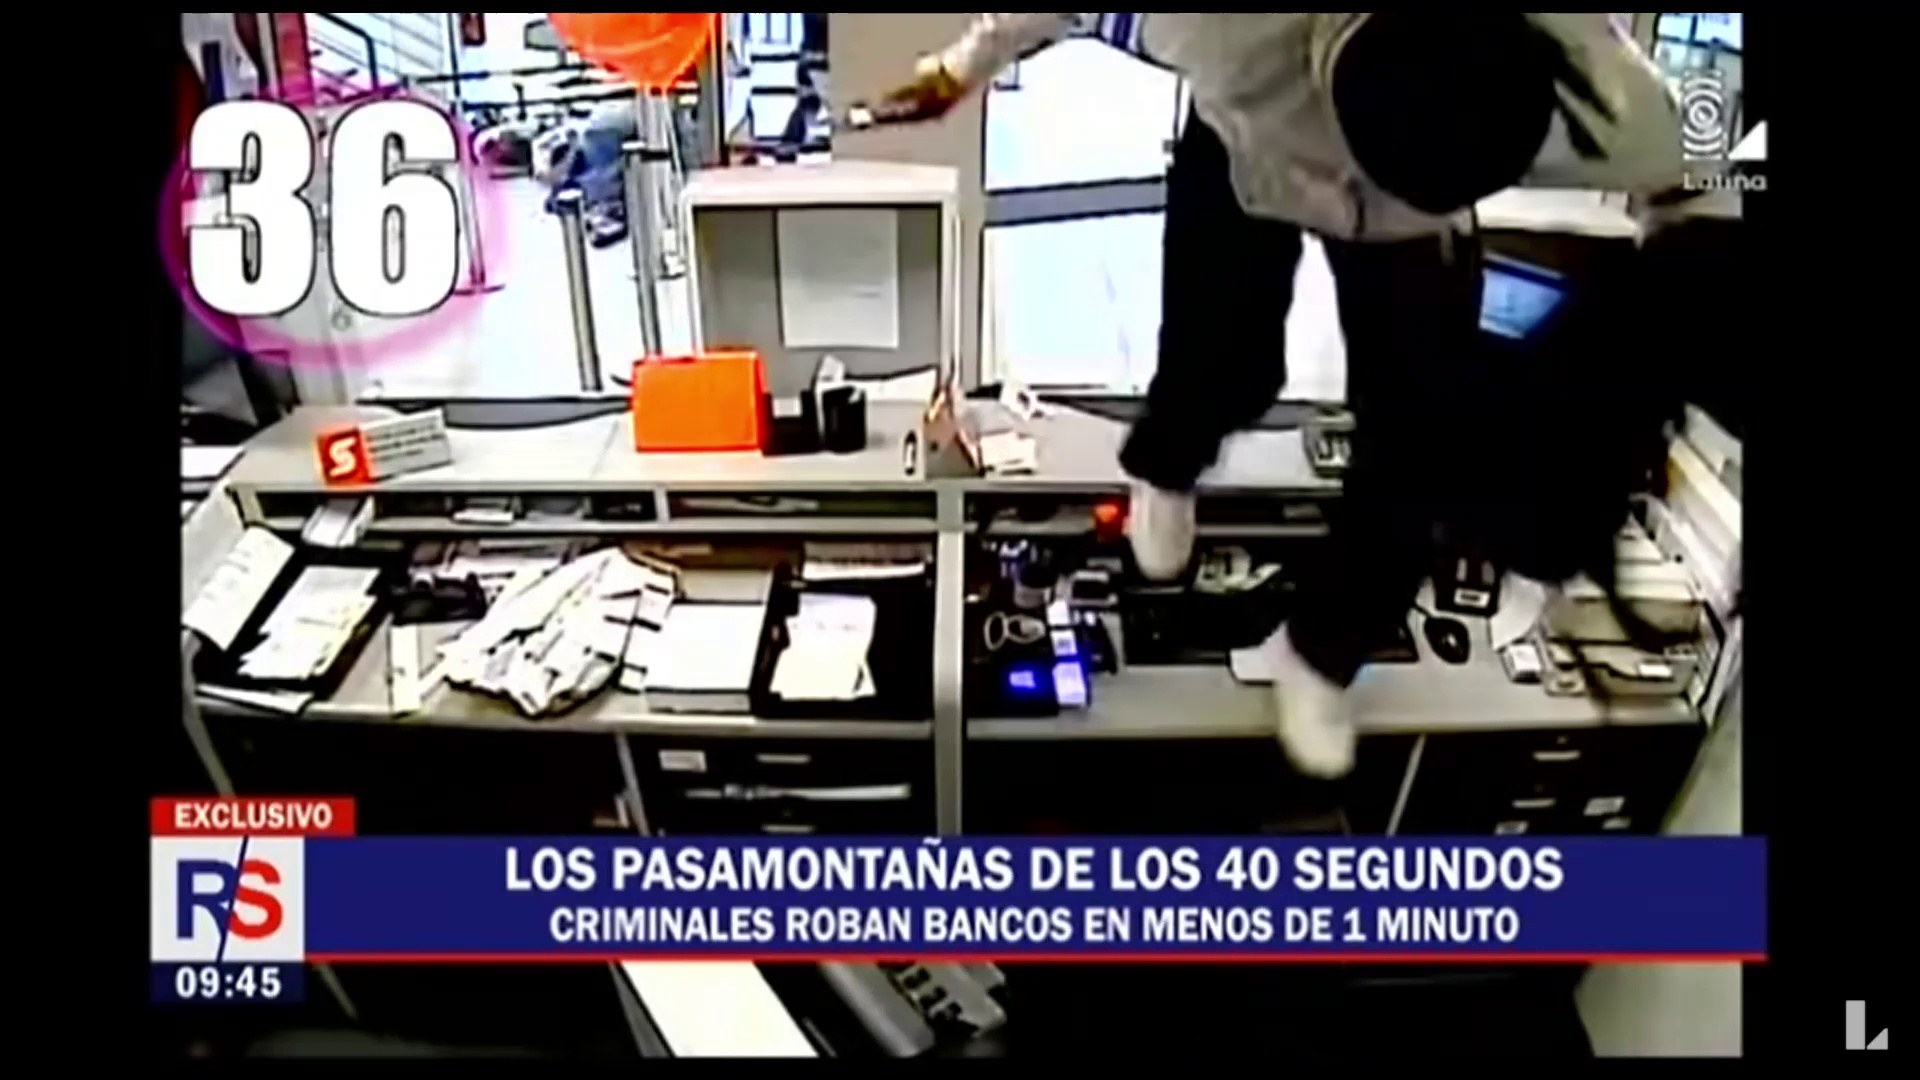 36
Latina
EXCLUSIVO
RS
LOS PASAMONTAÑAS DE LOS 40 SEGUNDOS
CRIMINALES ROBAN BANCOS EN MENOS DE 1 MINUTO
09:45